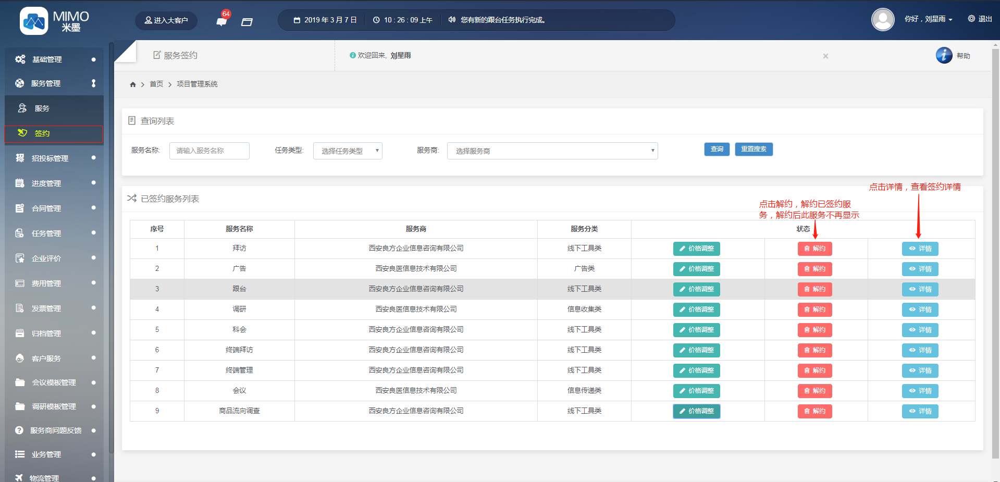 MIMO
米墨
进入大客户
64
2019 年 3 月 7 日
10 : 26 : 09 上午
您有新的跟台任务执行完成。
你好，刘星雨
退出
基础管理
服务管理
服务
签约
招投标管理
进度管理
合同管理
任务管理
企业评价
费用管理
发票管理
归档管理
客户服务
会议模板管理
调研模板管理
服务商问题反馈
业务管理
物流管理
服务签约
欢迎回来, 刘星雨
×
帮助
首页
项目管理系统
查询列表
服务名称:
请输入服务名称
任务类型:
选择任务类型
服务商:
选择服务商
查询
重置搜索
点击详情，查看签约详情
已签约服务列表
点击解约，解约已签约服
务，解约后此服务不再显示
序号 服务名称 服务商 服务分类 状态
1 拜访 西安良方企业信息咨询有限公司 线下工具类 价格调整 解约 详情
2 广告 西安良医信息技术有限公司 广告类 价格调整 解约 详情
3 跟台 西安良方企业信息咨询有限公司 线下工具类 价格调整 解约 详情
4 调研 西安良医信息技术有限公司 信息收集类 价格调整 解约 详情
5 科会 西安良方企业信息咨询有限公司 线下工具类 价格调整 解约 详情
6 终端拜访 西安良方企业信息咨询有限公司 线下工具类 价格调整 解约 详情
7 终端管理 西安良方企业信息咨询有限公司 线下工具类 价格调整 解约 详情
8 会议 西安良医信息技术有限公司 信息传递类 价格调整 解约 详情
9 商品流向调查 西安良方企业信息咨询有限公司 线下工具类 价格调整 解约 详情